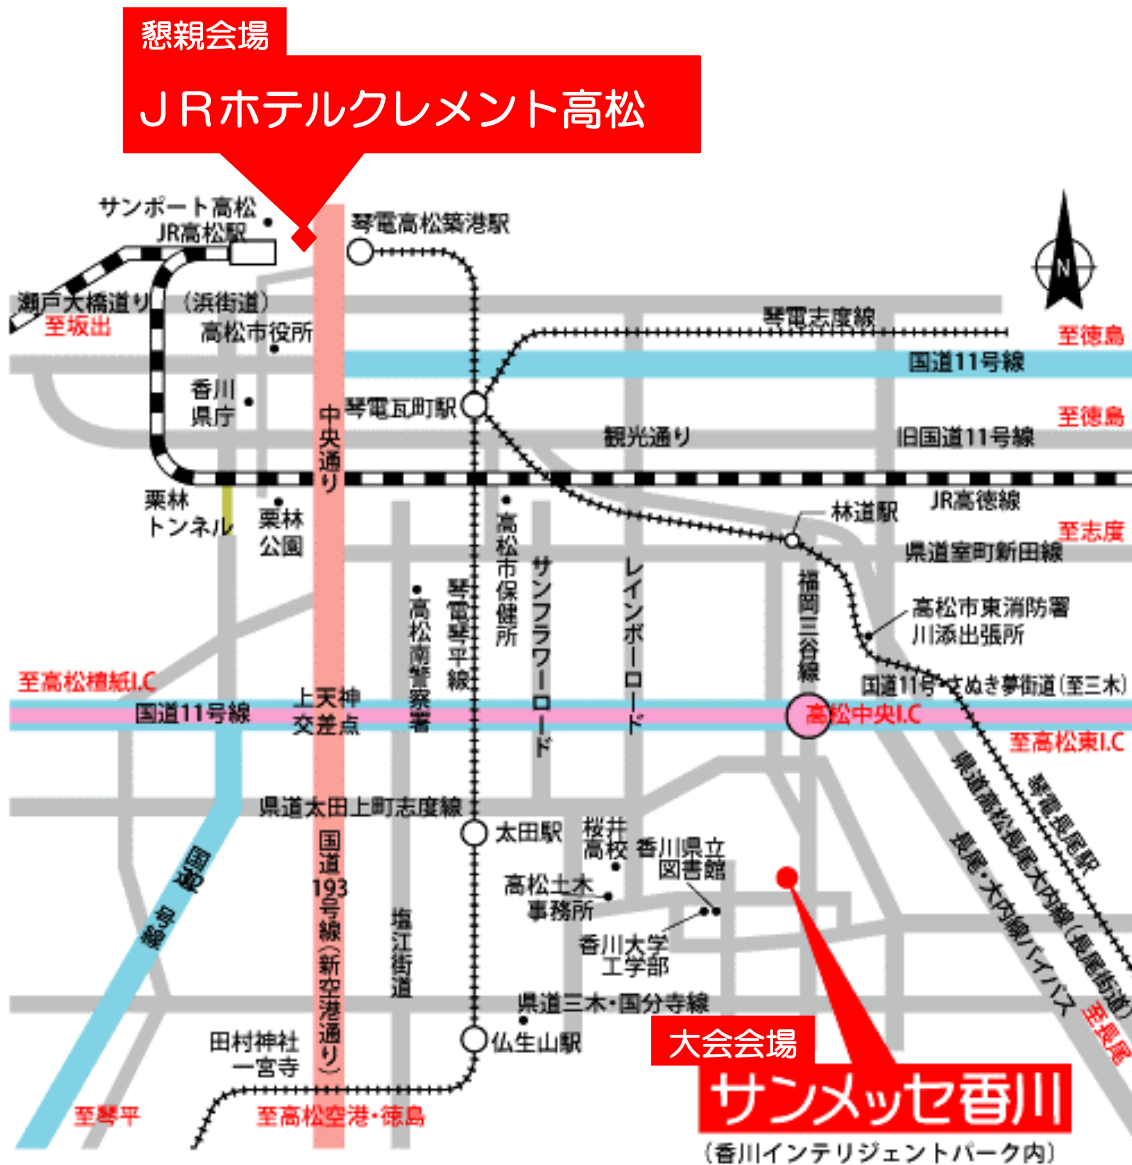 懇親会場
ＪＲホテルクレメント高松
サンポート高松
JR高松駅
琴電高松築港駅
N
瀬戸大橋通り
(浜街道)
至坂出
高松市役所
琴電志度線
至徳島
国道11号線
香川
県庁
中央通り
琴電瓦町駅
至徳島
観光通り
旧国道11号線
栗林
トンネル
栗林
公園
高松市保健所
JR高徳線
林道駅
至志度
県道室町新田線
サンフラワーロード
レインボーロード
福岡三谷線
高松南警察署
琴電琴平線
高松市東消防署
川添出張所
至高松檀紙I.C
国道11号・さぬき夢街道(至三木)
国道11号線
上天神
交差点
高松中央I.C
至高松東I.C
県道太田上町志度線
太田駅
桜井
高校
香川県立
図書館
高松土木
事務所
香川大学
工学部
国道193号線(新空港通り)
塩江街道
県道高松長尾大内線(長尾街道)
琴電長尾駅
長尾・大内線バイパス
至長尾
県道三木・国分寺線
仏生山駅
田村神社
一宮寺
至琴平
至高松空港・徳島
大会会場
サンメッセ香川
(香川インテリジェントパーク内)